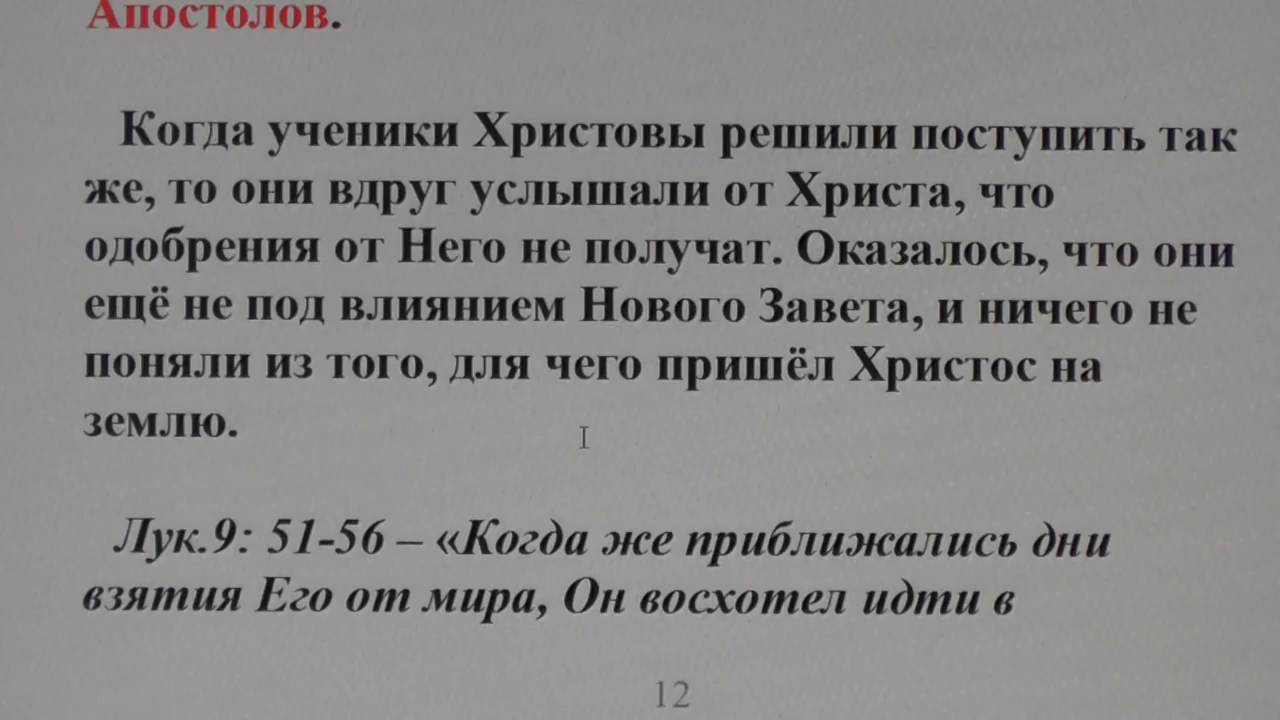 Апостолов.
Когда ученики Христовы решили поступить так
же, то они вдруг услышали от Христа, что
одобрения от Него не получат. Оказалось, что они
ещё не под влиянием Нового Завета, и ничего не
поняли из того, для чего пришёл Христос на
землю.
Лук.9: 51-56 – «Когда же приближались дни
взятия Его от мира, Он восхотел идти в
12